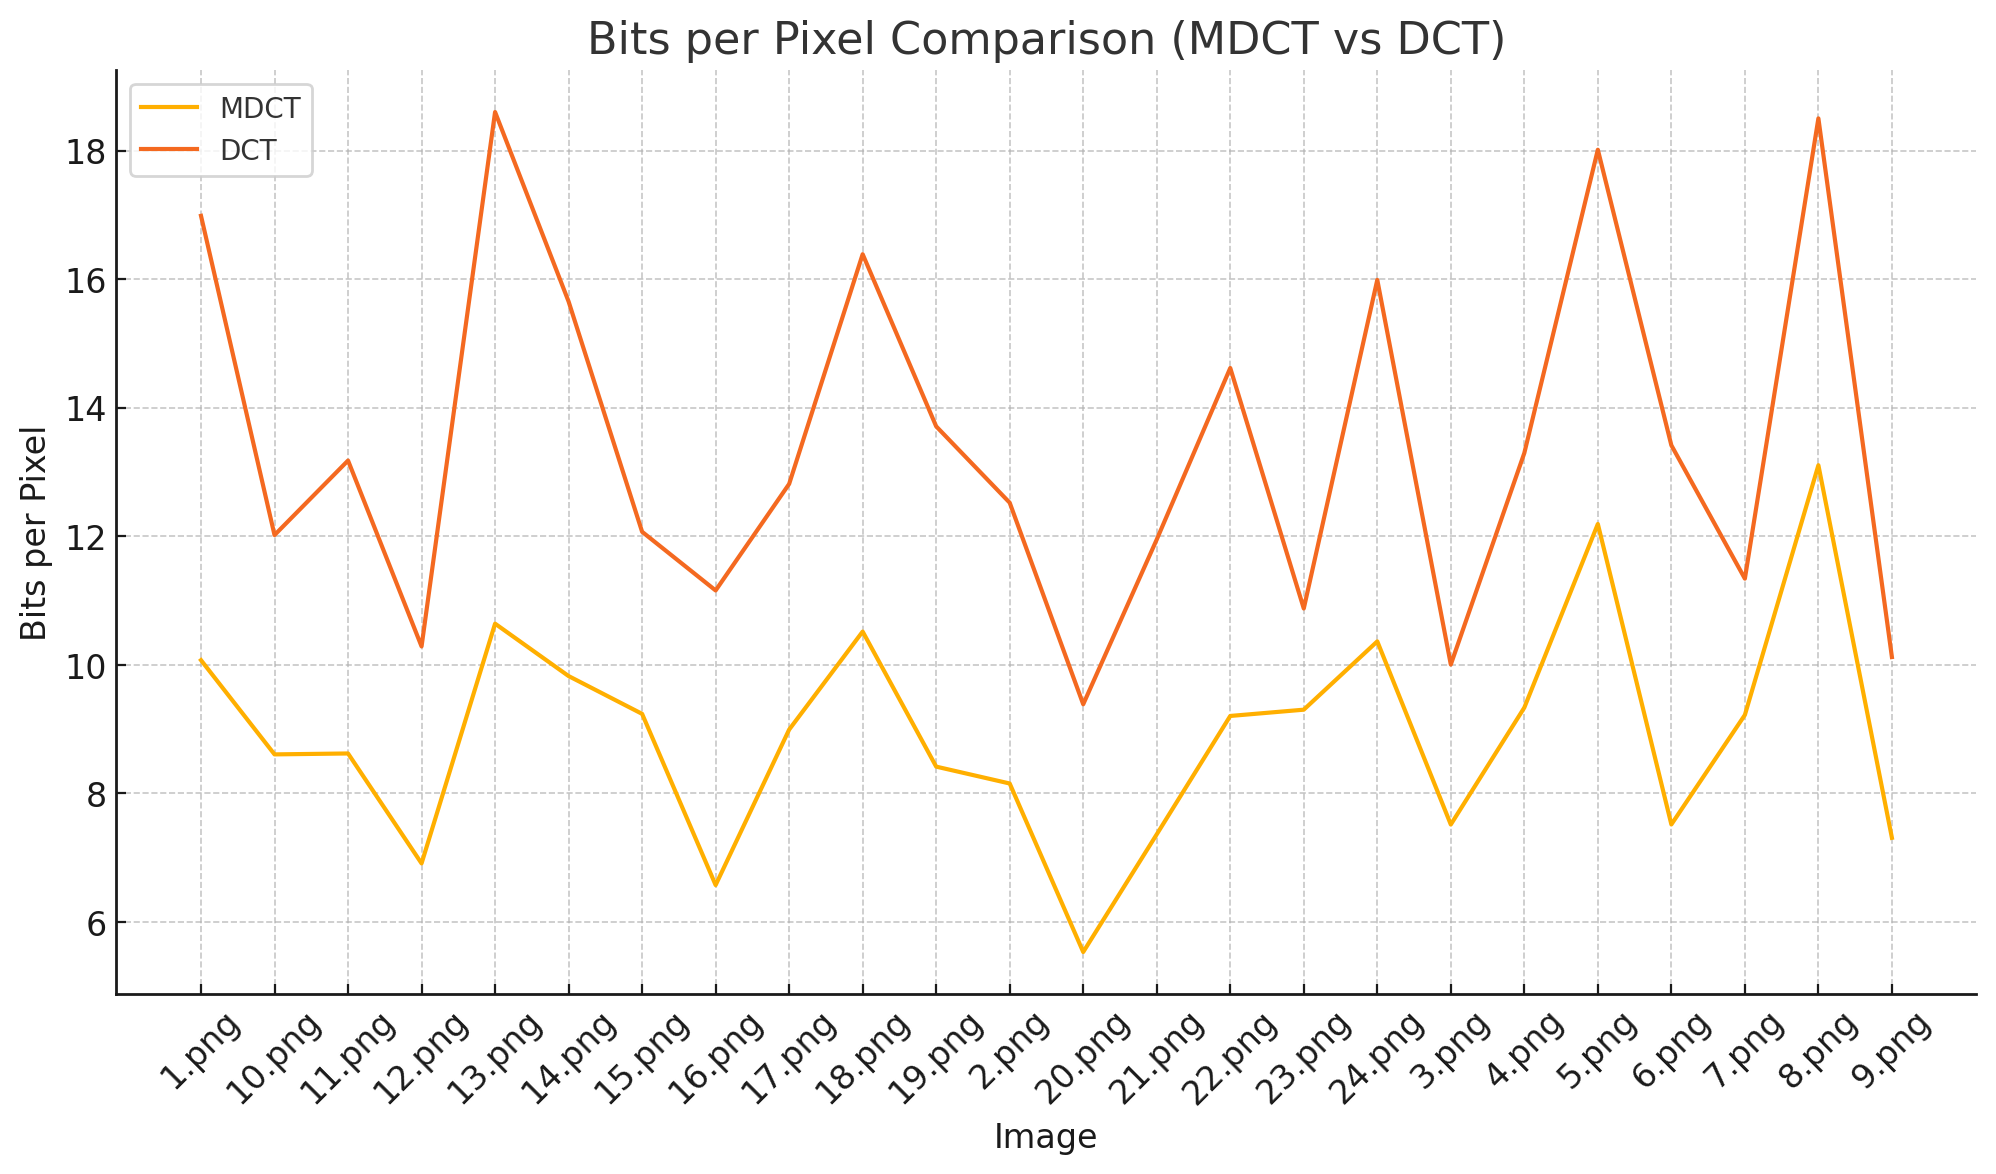 Bits per Pixel Comparison (MDCT vs DCT)
MDCT
DCT
Bits per Pixel
18
16
14
12
10
8
6
1.png
10.png
11.png
12.png
13.png
14.png
15.png
16.png
17.png
18.png
19.png
2.png
20.png
21.png
22.png
23.png
24.png
3.png
4.png
5.png
6.png
7.png
8.png
9.png
Image